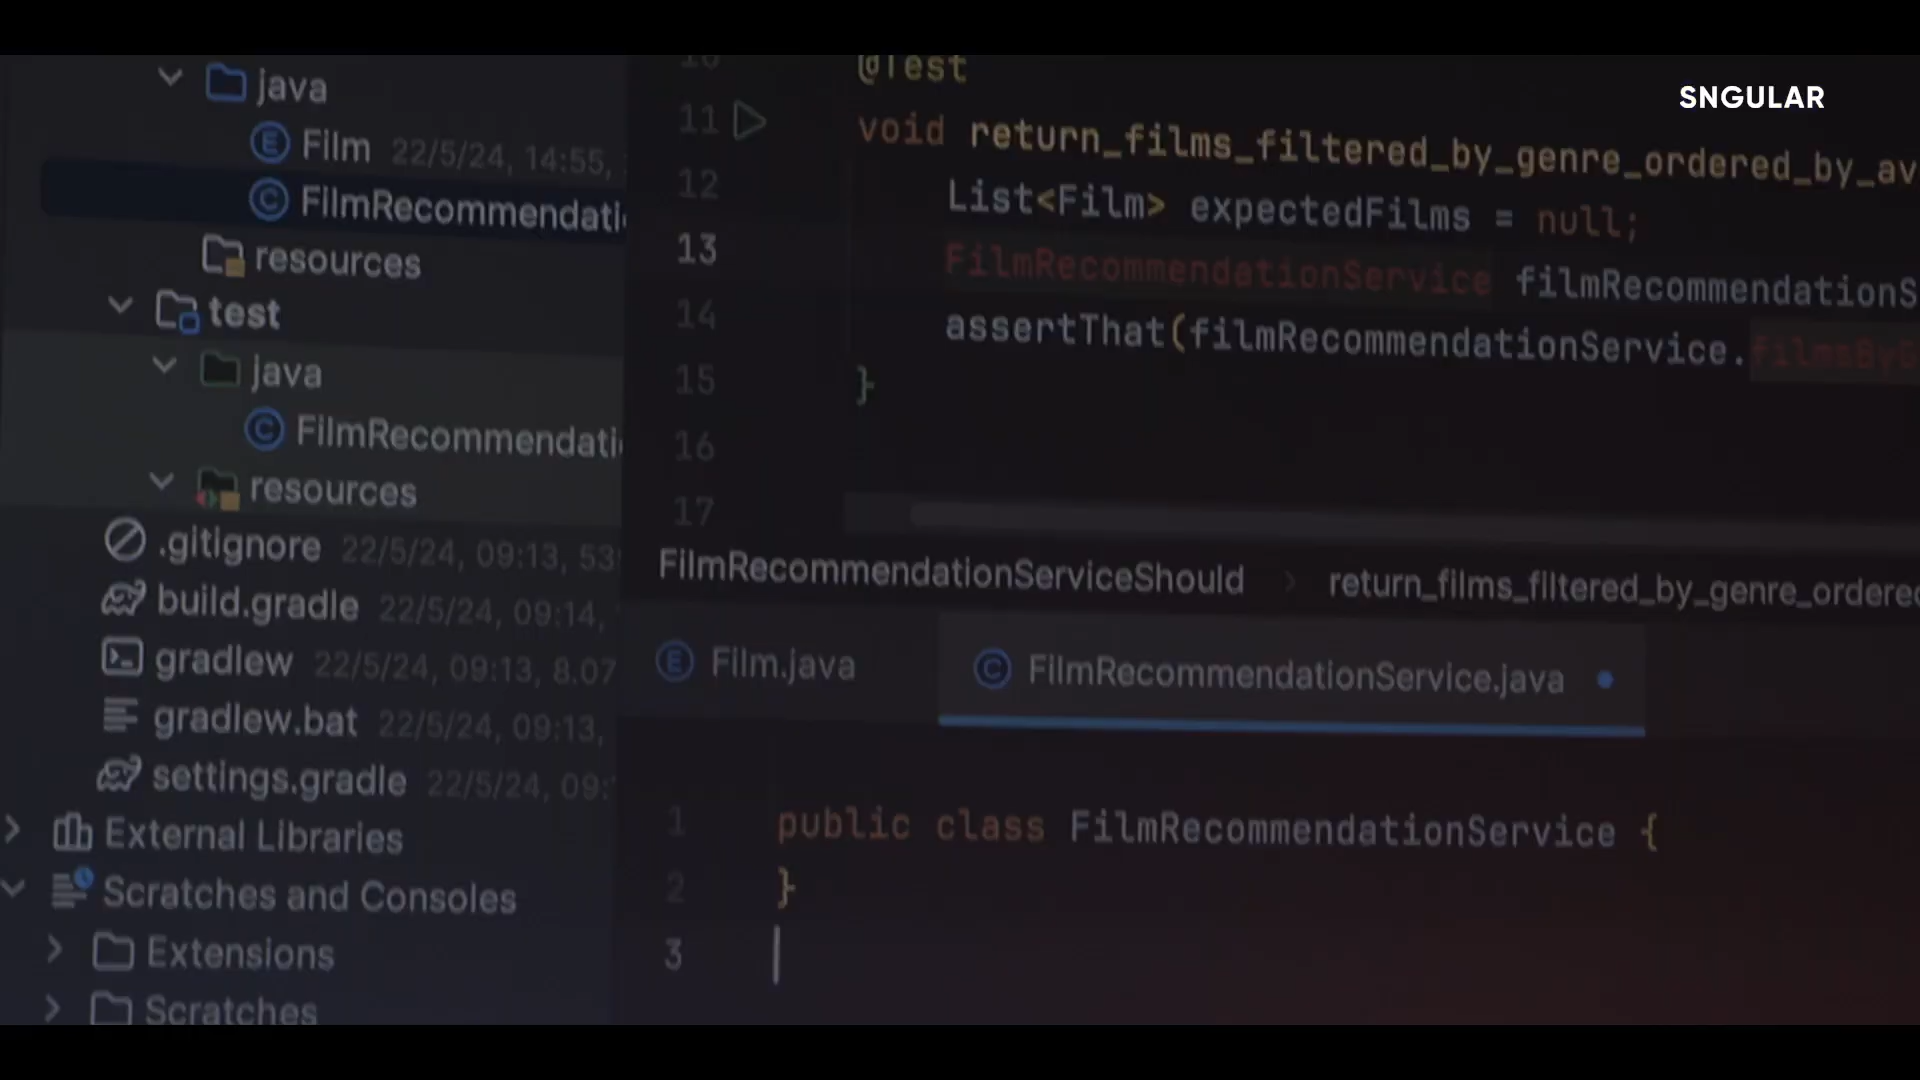 SNGULAR
java
Film 22/5/24, 14:55,
FilmRecommendati
resources
test
java
FilmRecommendati
resources
.gitignore 22/5/24, 09:13, 53
build.gradle 22/5/24, 09:14,
gradlew 22/5/24, 09:13, 8.07
gradlew.bat 22/5/24, 09:13,
settings.gradle 22/5/24, 09:
External Libraries
Scratches and Consoles
Extensions
Scratches
10 @Test
11 void return_films_filtered_by_genre_ordered_by_av
12 List<Film> expectedFilms = null;
13 FilmRecommendationService filmRecommendationS
14 assertThat(filmRecommendationService.filmsByG
15 }
16
17
FilmRecommendationServiceShould > return_films_filtered_by_genre_ordered
Film.java FilmRecommendationService.java
1 public class FilmRecommendationService {
2 }
3